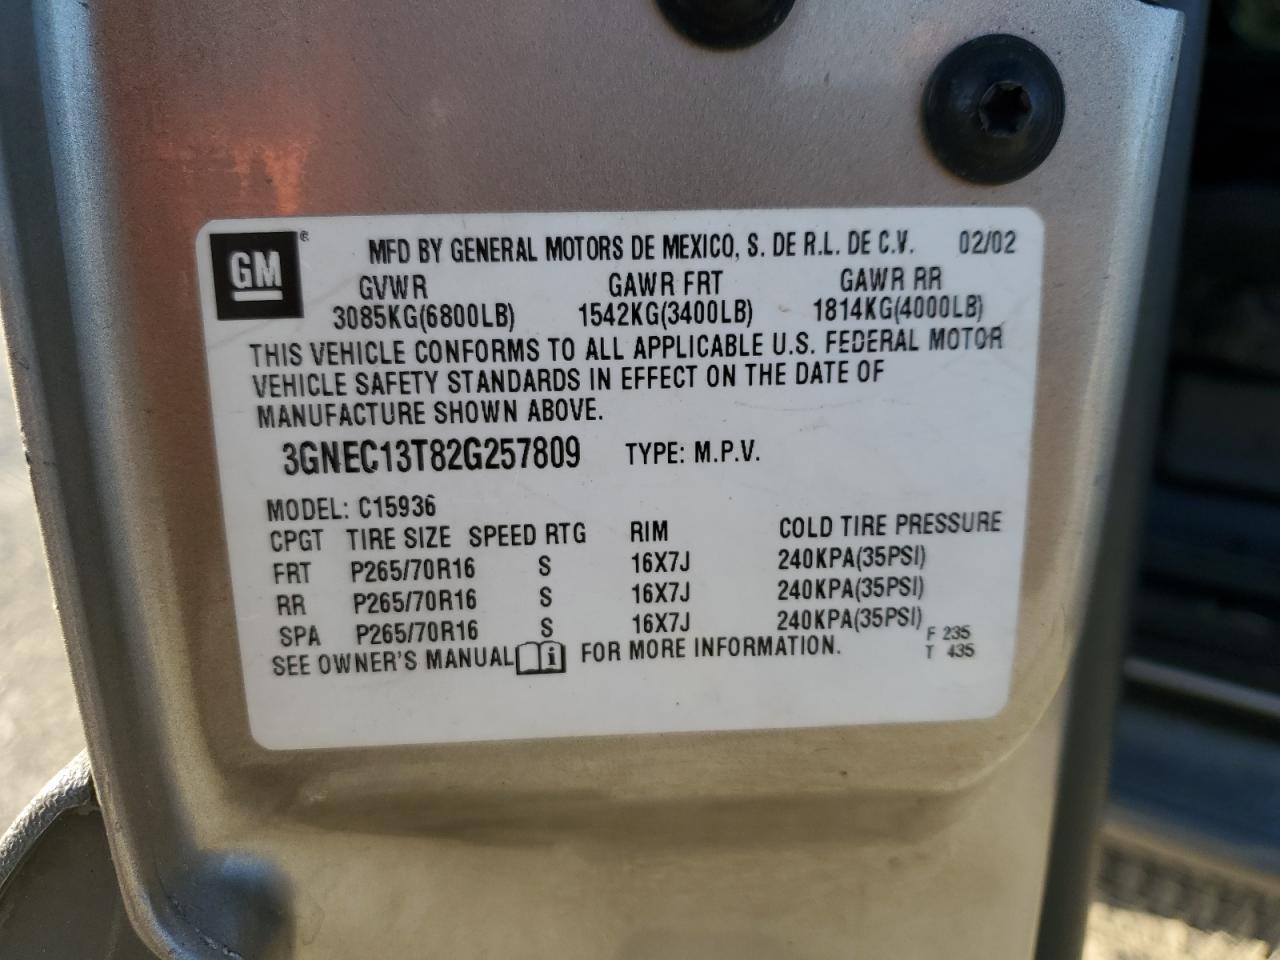 GM® MFD BY GENERAL MOTORS DE MEXICO, S. DE R.L. DE C.V. 02/02
GVWR GAWR FRT GAWR RR
3085KG(6800LB) 1542KG(3400LB) 1814KG(4000LB)
THIS VEHICLE CONFORMS TO ALL APPLICABLE U.S. FEDERAL MOTOR
VEHICLE SAFETY STANDARDS IN EFFECT ON THE DATE OF
MANUFACTURE SHOWN ABOVE.
3GNEC13T82G257809 TYPE: M.P.V.
MODEL: C15936
CPGT TIRE SIZE SPEED RTG RIM COLD TIRE PRESSURE
FRT P265/70R16 S 16X7J 240KPA(35PSI)
RR P265/70R16 S 16X7J 240KPA(35PSI)
SPA P265/70R16 S 16X7J 240KPA(35PSI)
SEE OWNER'S MANUAL i FOR MORE INFORMATION.
F 235
T 435